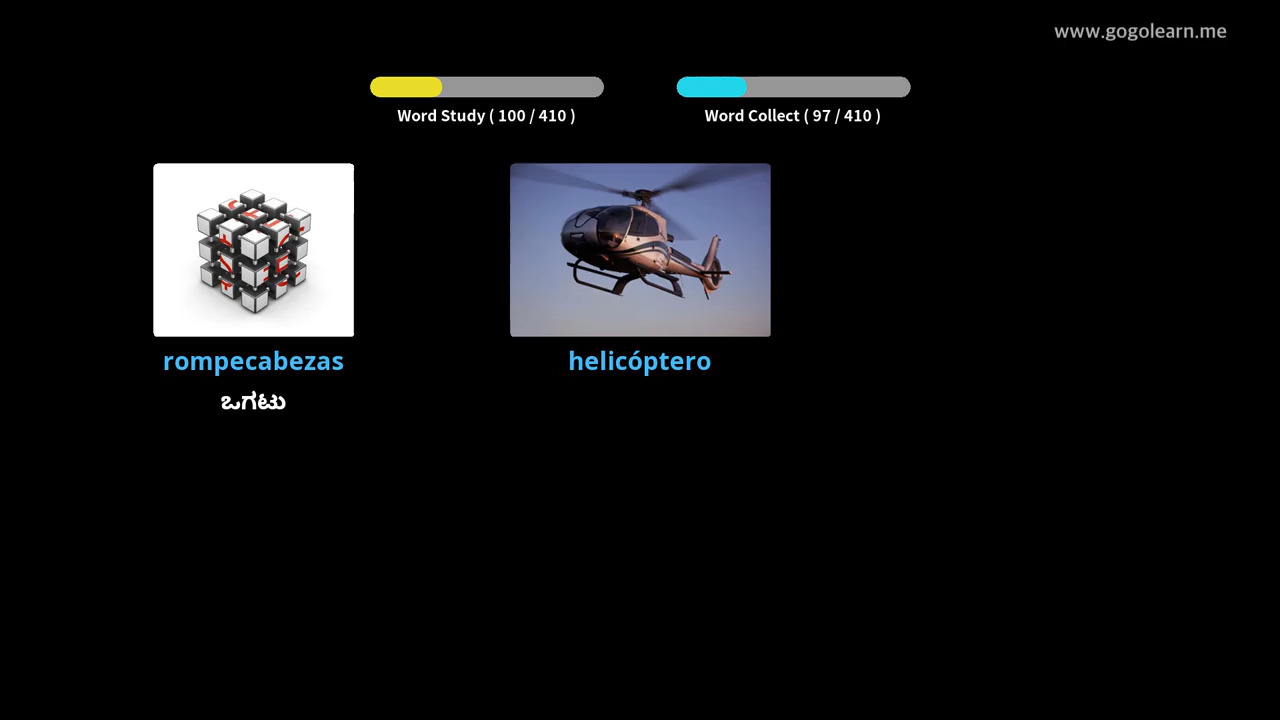 www.gogolearn.me
Word Study ( 100 / 410 )
Word Collect ( 97 / 410 )
rompecabezas
helicóptero
ಒಗಟು